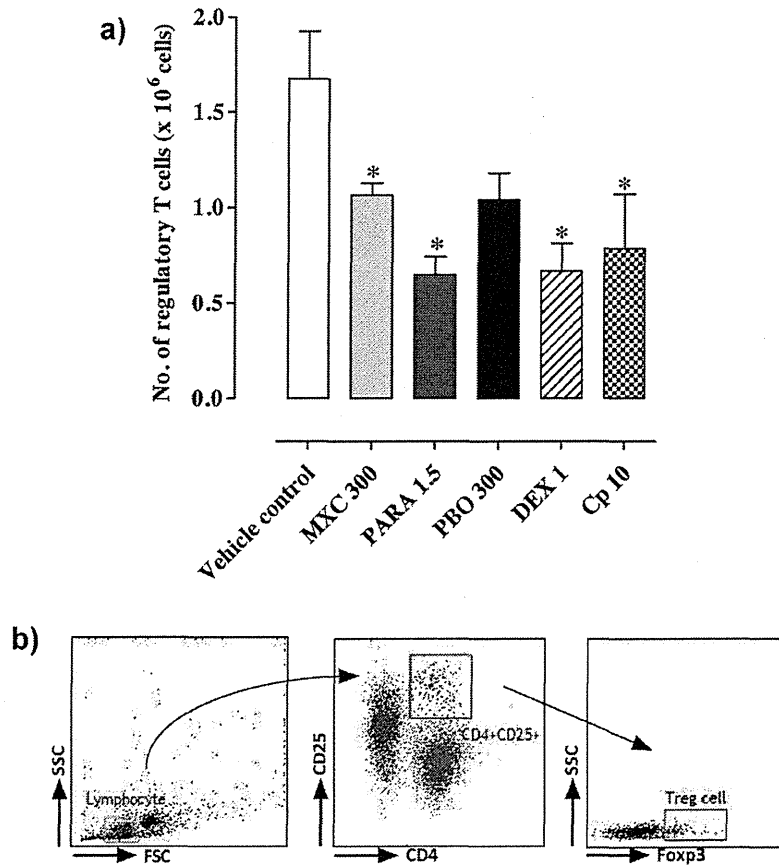 a)
No. of regulatory T cells (x 10⁶ cells)
2.0
1.5
1.0
0.5
0.0
*
*
*
*
Vehicle control
MXC 300
PARA 1.5
PBO 300
DEX 1
Cp 10
b)
SSC
Lymphocyte
FSC
CD25
CD4+CD25+
CD4
SSC
Treg cell
Foxp3